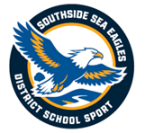 SOUTHSIDE SEA EAGLES
DISTRICT SCHOOL SPORT